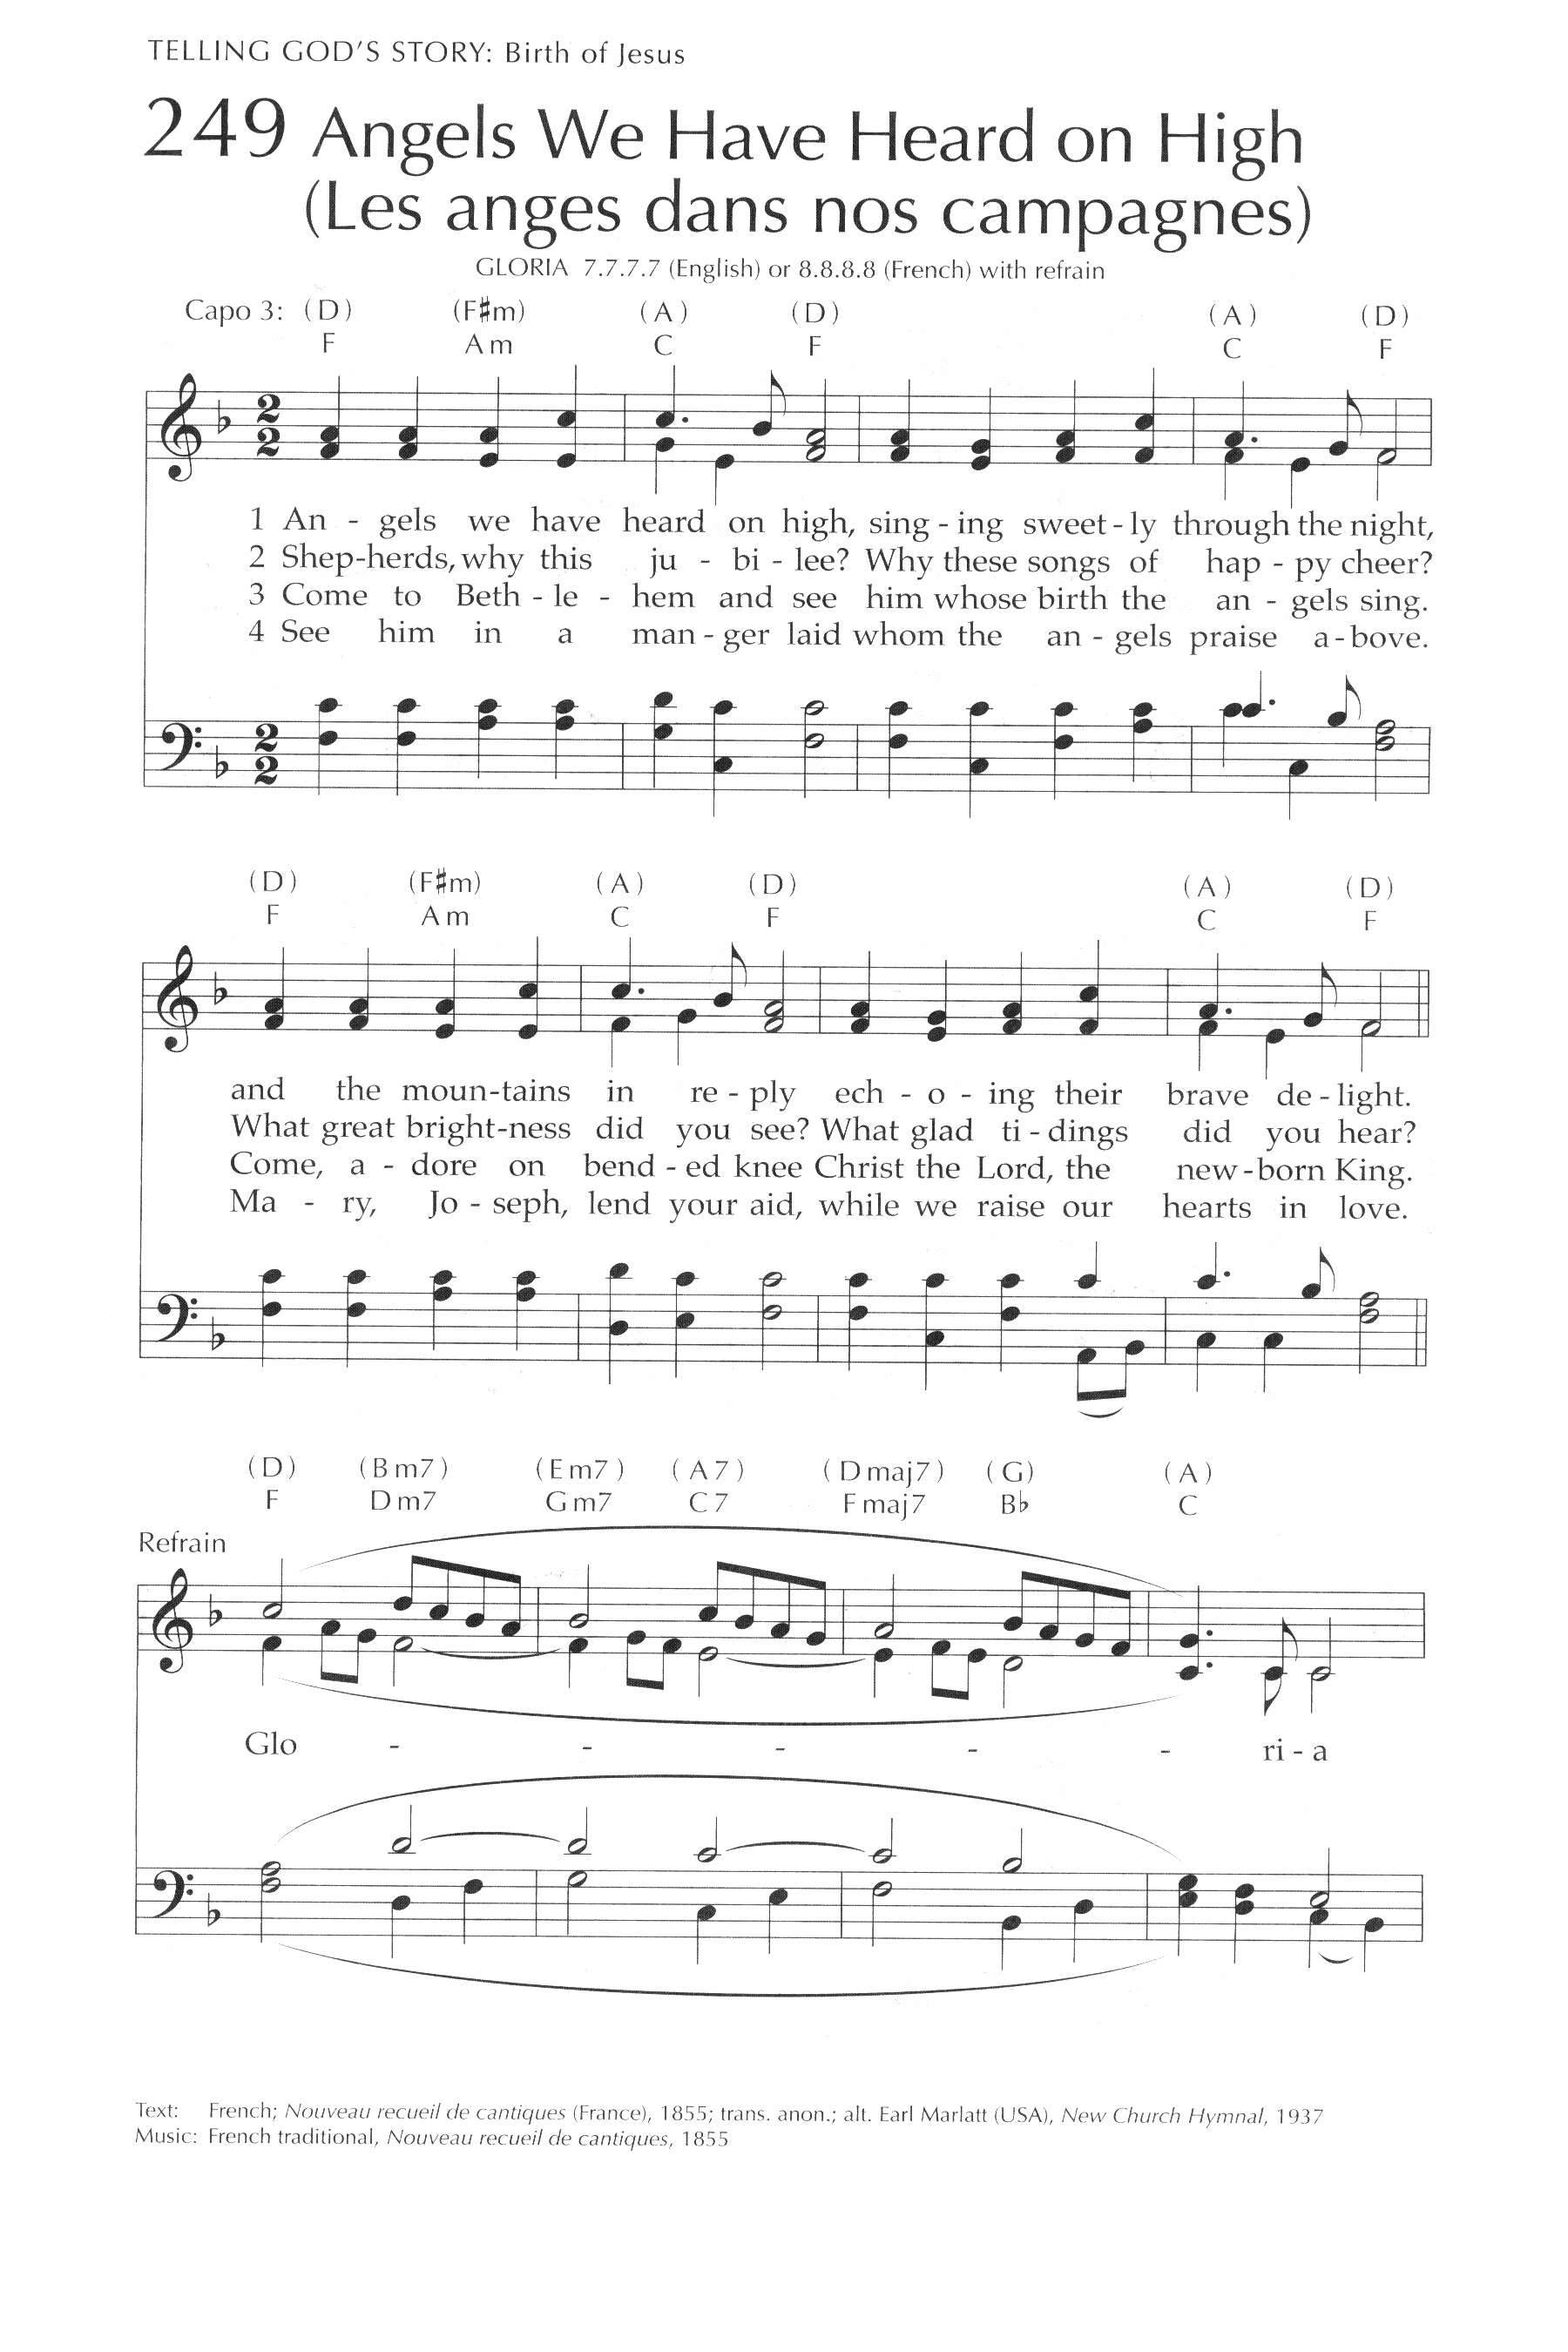 TELLING GOD'S STORY: Birth of Jesus
249 Angels We Have Heard on High
(Les anges dans nos campagnes)
GLORIA 7.7.7.7 (English) or 8.8.8.8 (French) with refrain
Capo 3: (D) (F♯m) (A) (D) (A) (D)
F Am C F C F
1 An - gels we have heard on high, sing - ing sweet - ly through the night,
2 Shep-herds, why this ju - bi - lee? Why these songs of hap - py cheer?
3 Come to Beth - le - hem and see him whose birth the an - gels sing.
4 See him in a man - ger laid whom the an - gels praise a - bove.
(D) (F♯m) (A) (D) (A) (D)
F Am C F C F
and the moun-tains in re - ply ech - o - ing their brave de - light.
What great bright-ness did you see? What glad ti - dings did you hear?
Come, a - dore on bend - ed knee Christ the Lord, the new - born King.
Ma - ry, Jo - seph, lend your aid, while we raise our hearts in love.
(D) (Bm7) (Em7) (A7) (Dmaj7) (G) (A)
F Dm7 Gm7 C7 Fmaj7 B♭ C
Refrain
Glo - - - - - ri - a
Text: French; Nouveau recueil de cantiques (France), 1855; trans. anon.; alt. Earl Marlatt (USA), New Church Hymnal, 1937
Music: French traditional, Nouveau recueil de cantiques, 1855